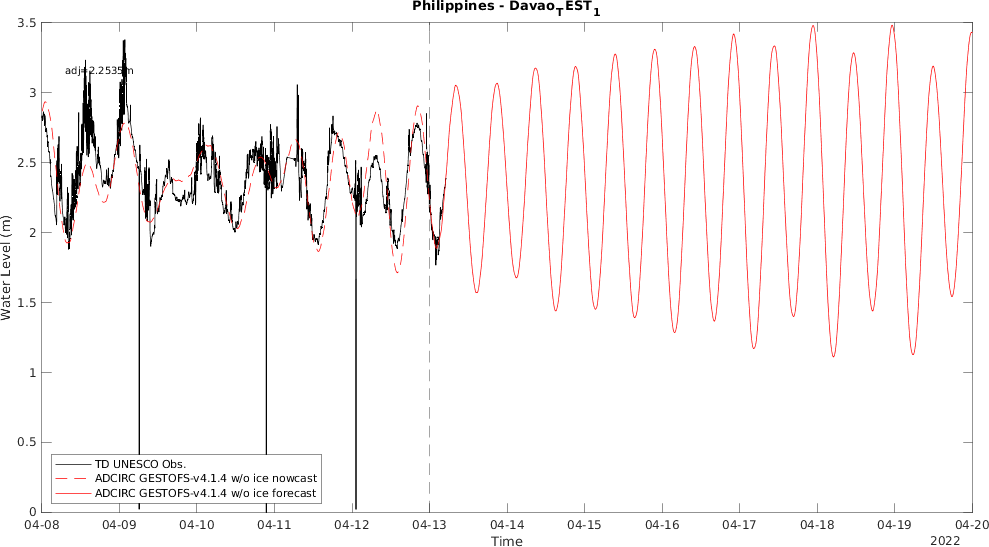 Philippines - DavaoTEST1
adj=2.2535m
Water Level (m)
3.5
3
2.5
2
1.5
1
0.5
0
TD UNESCO Obs.
ADCIRC GESTOFS-v4.1.4 w/o ice nowcast
ADCIRC GESTOFS-v4.1.4 w/o ice forecast
04-08 04-09 04-10 04-11 04-12 04-13 04-14 04-15 04-16 04-17 04-18 04-19 04-20
Time
2022